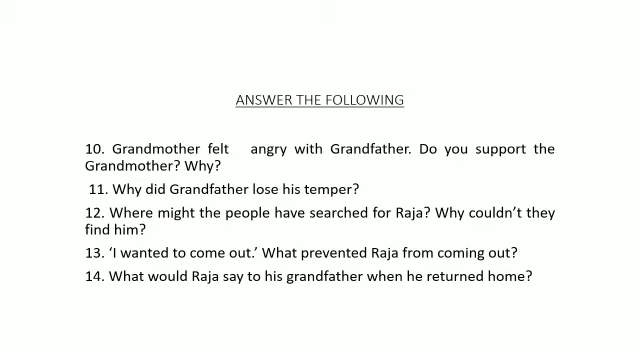 ANSWER THE FOLLOWING
10. Grandmother felt angry with Grandfather. Do you support the
Grandmother? Why?
11. Why did Grandfather lose his temper?
12. Where might the people have searched for Raja? Why couldn't they
find him?
13. 'I wanted to come out.' What prevented Raja from coming out?
14. What would Raja say to his grandfather when he returned home?